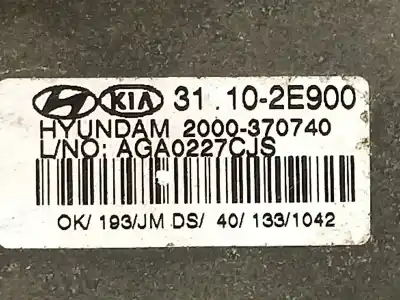 KIA 31 .10-2E900
HYUNDAM 2000-370740
L/NO: AGA0227CJS
OK/ 193/JM DS/ 40/ 133/1042